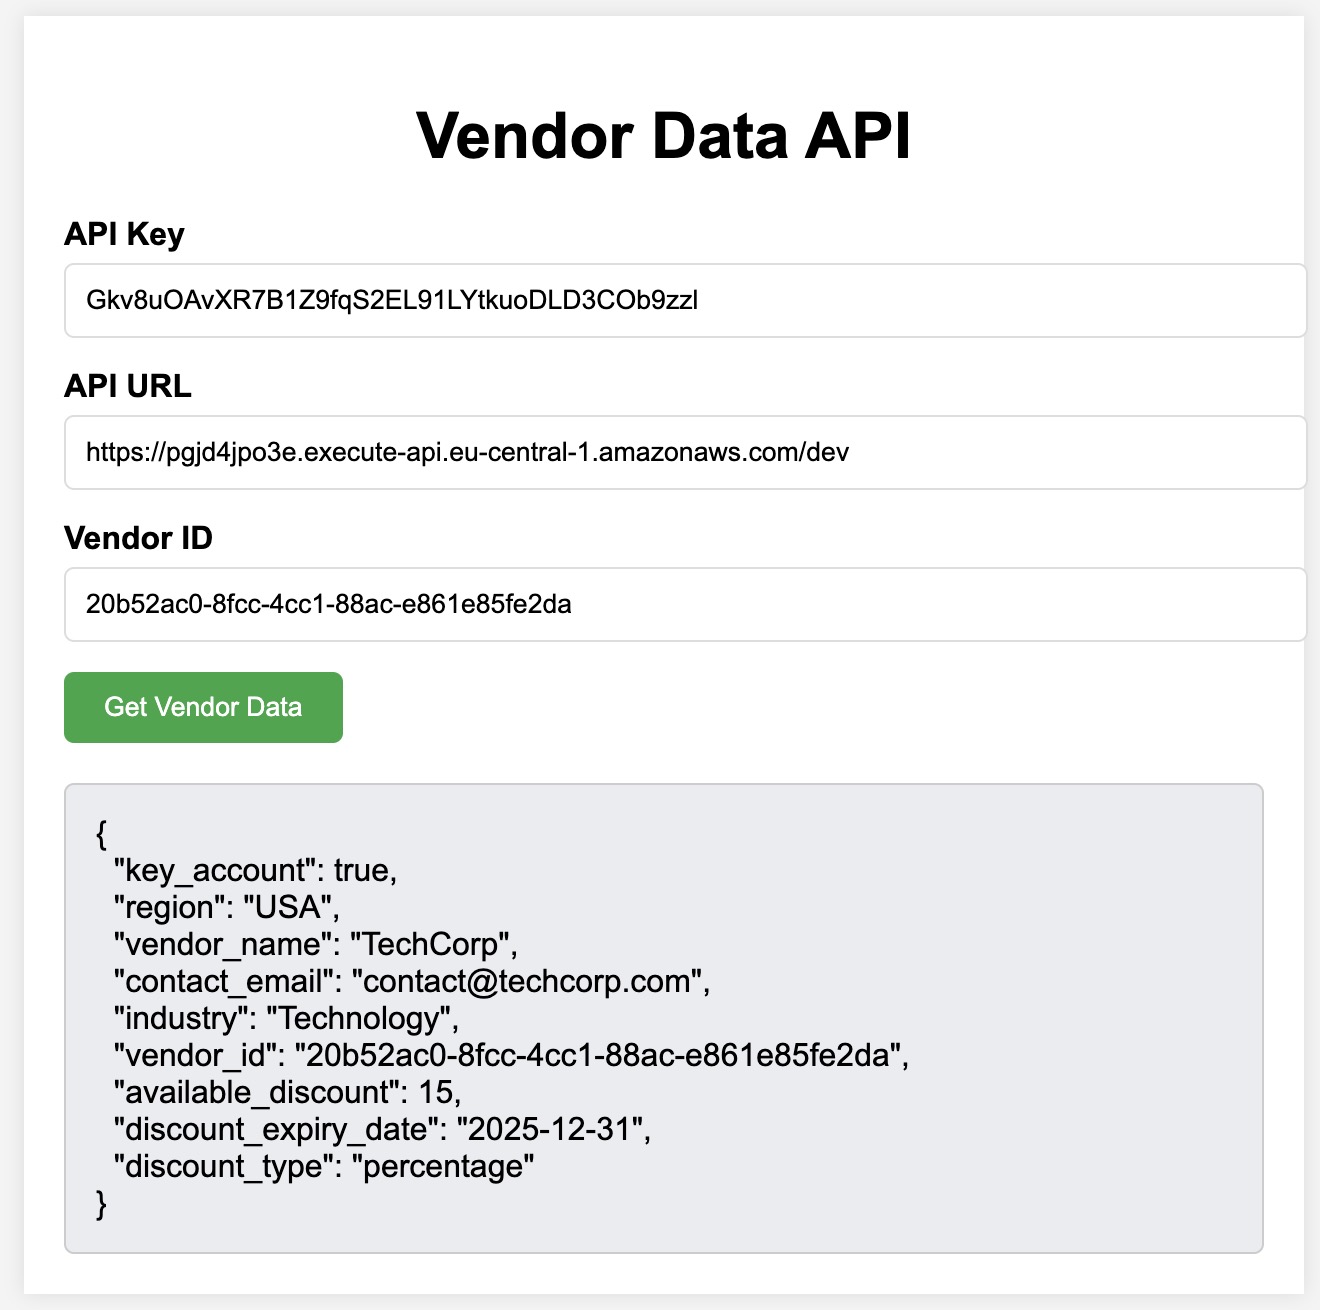 Vendor Data API
API Key
Gkv8uOAvXR7B1Z9fqS2EL91LYtkuoDLD3COb9zzl
API URL
https://pgjd4jpo3e.execute-api.eu-central-1.amazonaws.com/dev
Vendor ID
20b52ac0-8fcc-4cc1-88ac-e861e85fe2da
Get Vendor Data
{
  "key_account": true,
  "region": "USA",
  "vendor_name": "TechCorp",
  "contact_email": "contact@techcorp.com",
  "industry": "Technology",
  "vendor_id": "20b52ac0-8fcc-4cc1-88ac-e861e85fe2da",
  "available_discount": 15,
  "discount_expiry_date": "2025-12-31",
  "discount_type": "percentage"
}